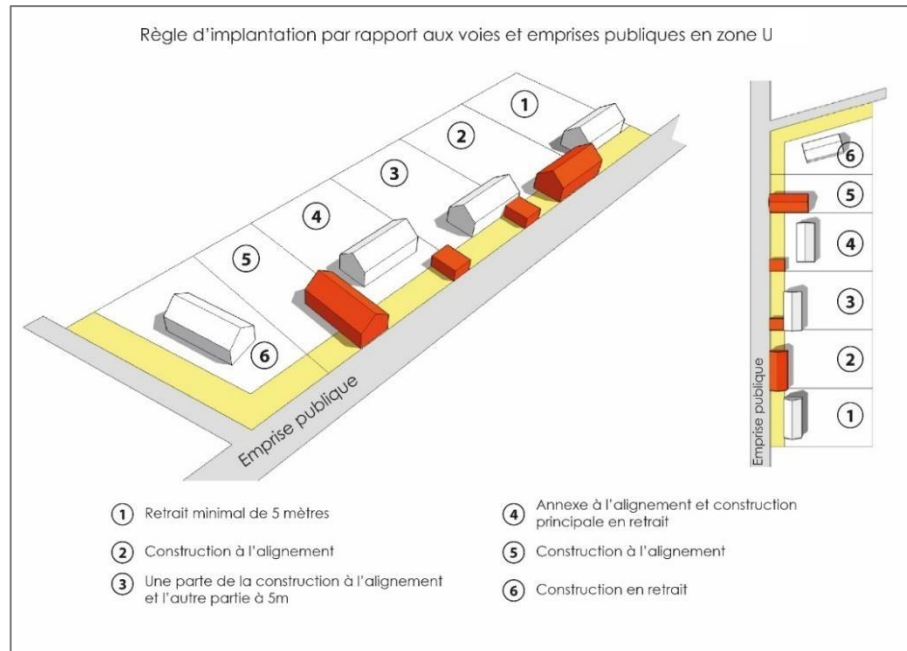 Règle d'implantation par rapport aux voies et emprises publiques en zone U
1
2
3
4
5
6
Emprise publique
6
5
4
3
2
1
Emprise publique
1 Retrait minimal de 5 mètres
2 Construction à l'alignement
3 Une parte de la construction à l'alignement
et l'autre partie à 5m
4 Annexe à l'alignement et construction
principale en retrait
5 Construction à l'alignement
6 Construction en retrait